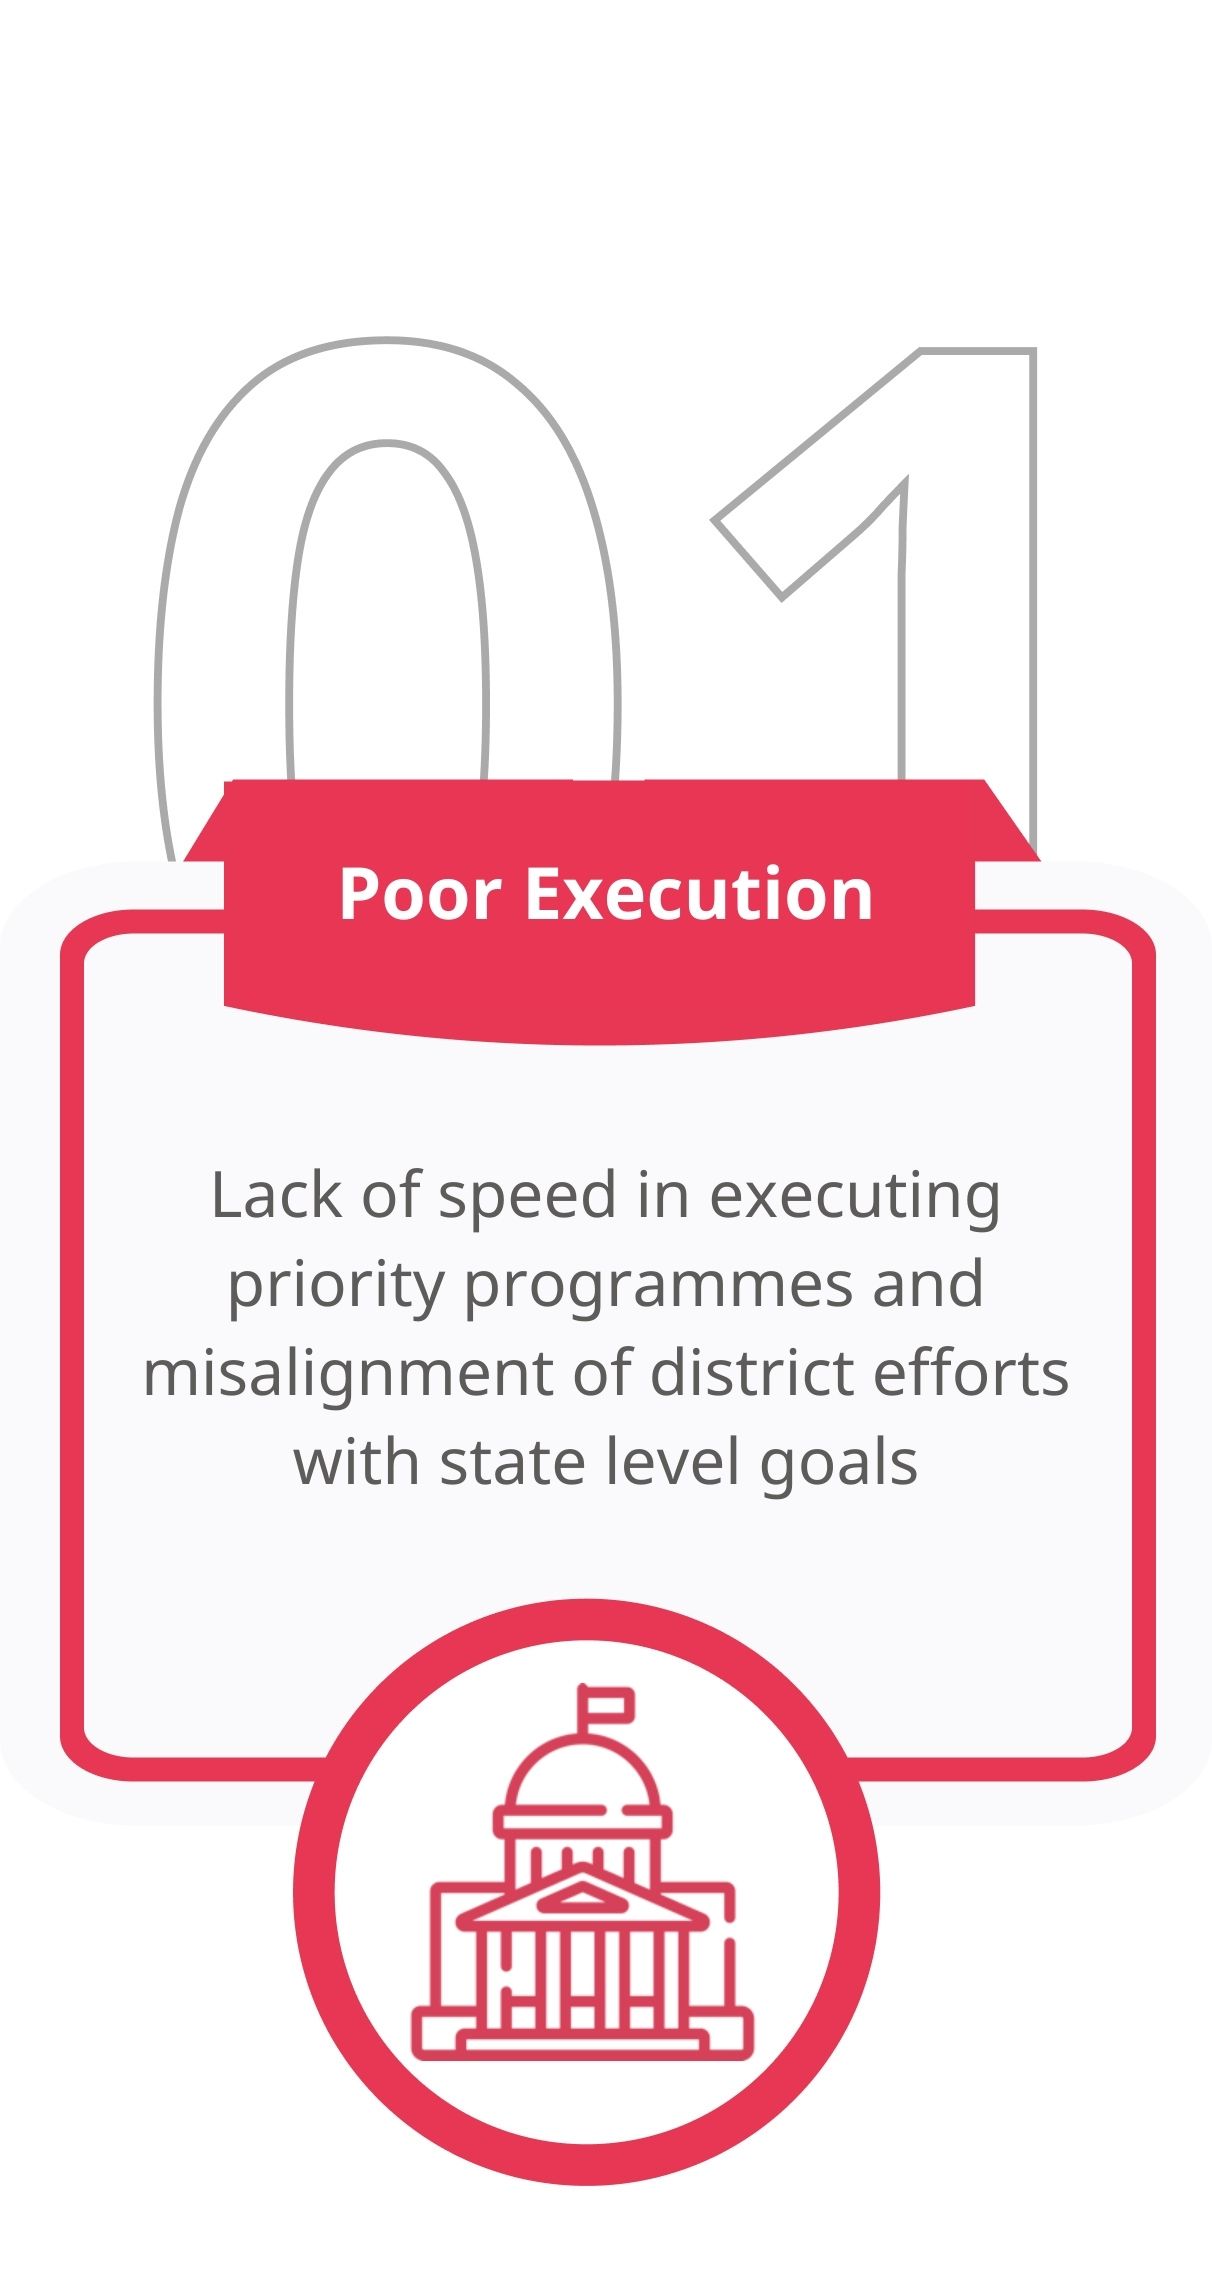 01
Poor Execution
Lack of speed in executing
priority programmes and
misalignment of district efforts
with state level goals